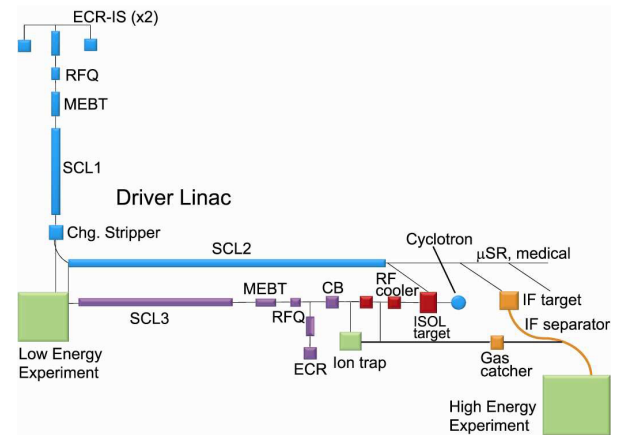 ECR-IS (x2)
RFQ
MEBT
SCL1
Driver Linac
Chg. Stripper
SCL2
Cyclotron
μSR, medical
MEBT
CB
RF
cooler
IF target
SCL3
RFQ
ISOL
target
IF separator
Low Energy
Experiment
ECR
Ion trap
Gas
catcher
High Energy
Experiment